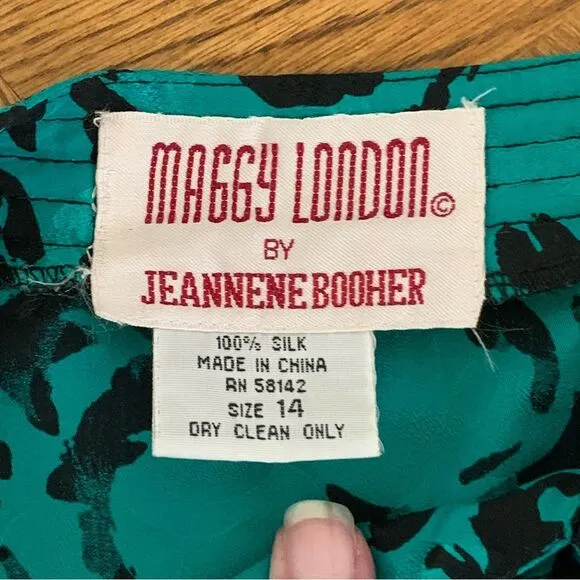 MAGGY LONDON©
BY
JEANNENE BOOHER
100% SILK
MADE IN CHINA
RN 58142
SIZE 14
DRY CLEAN ONLY